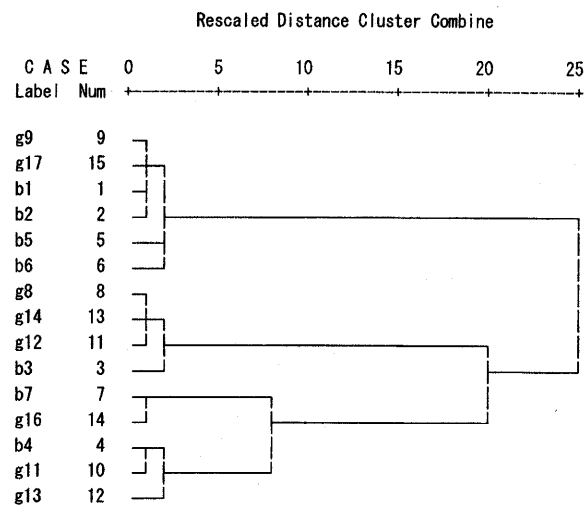 Rescaled Distance Cluster Combine
C A S E 0 5 10 15 20 25
Label Num
g9 9
g17 15
b1 1
b2 2
b5 5
b6 6
g8 8
g14 13
g12 11
b3 3
b7 7
g16 14
b4 4
g11 10
g13 12